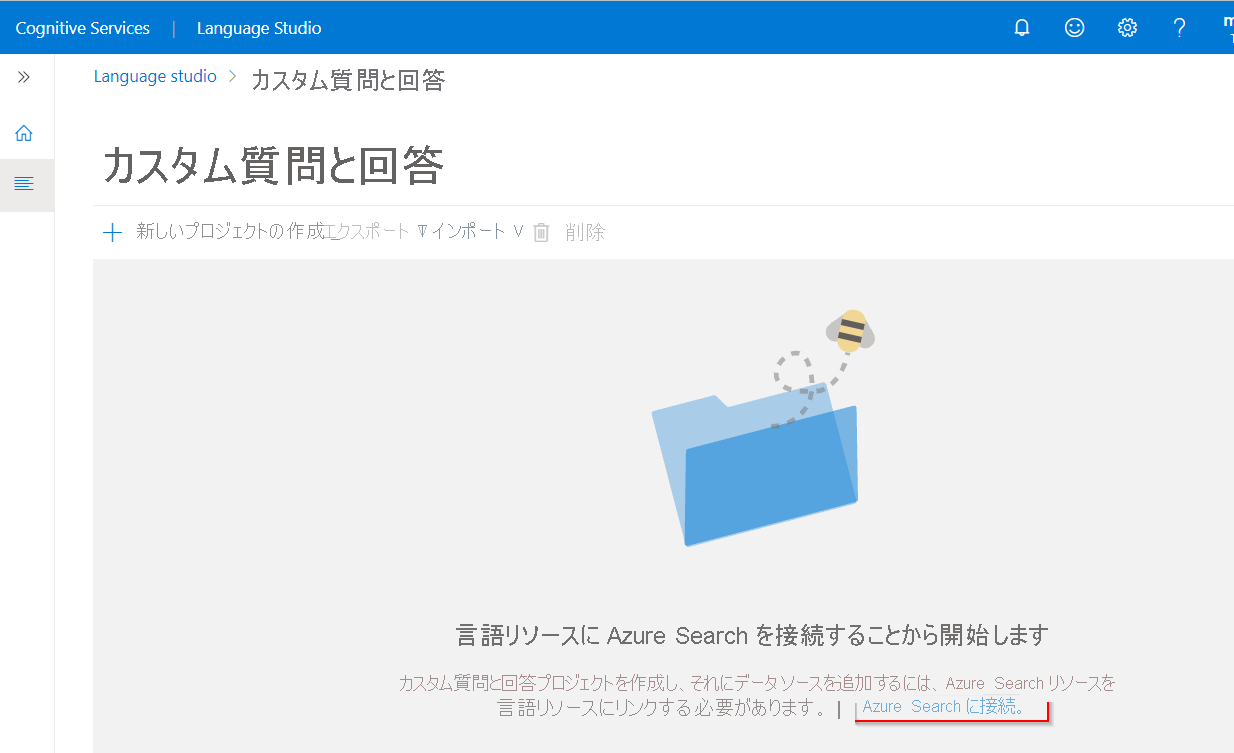 Cognitive Services | Language Studio
Language studio > カスタム質問と回答
カスタム質問と回答
新しいプロジェクトの作成 エクスポート インポート 削除
言語リソースに Azure Search を接続することから開始します
カスタム質問と回答プロジェクトを作成し、それにデータソースを追加するには、Azure Search リソースを
言語リソースにリンクする必要があります。 | Azure Search に接続。